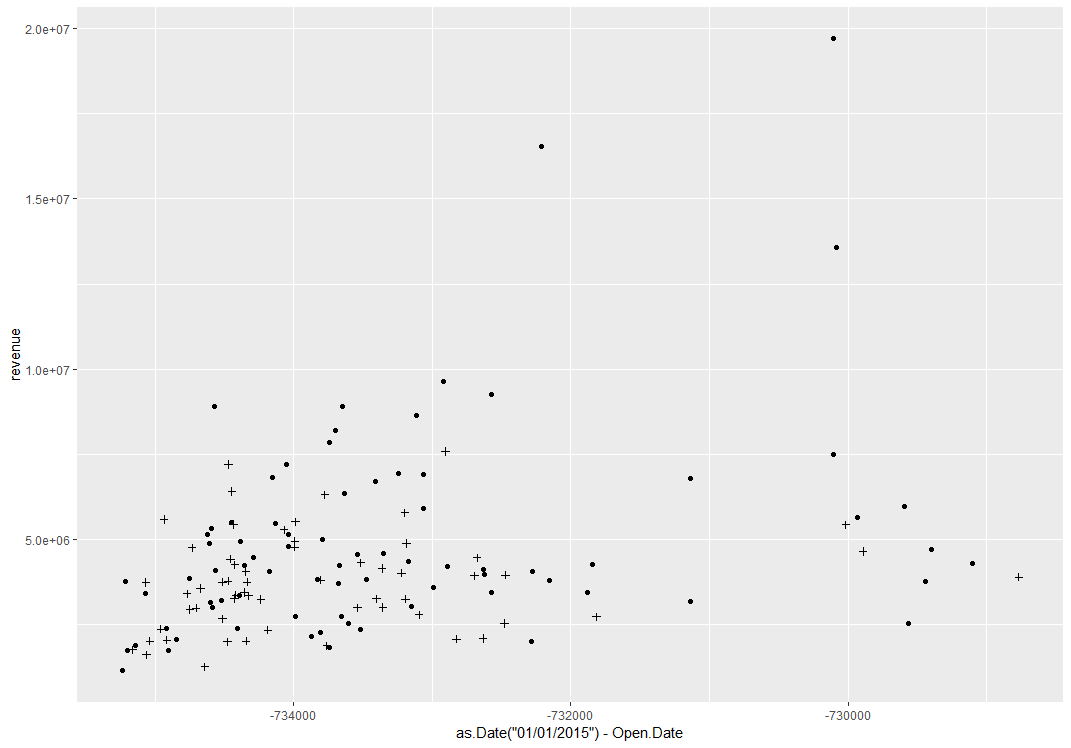 2.0e+07
1.5e+07
1.0e+07
5.0e+06
revenue
-734000
-732000
-730000
as.Date("01/01/2015") - Open.Date